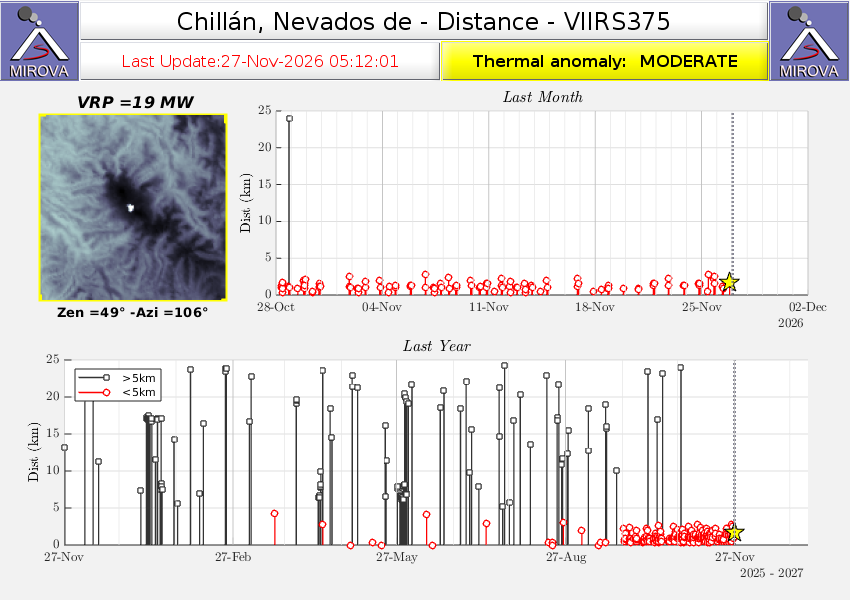 MIROVA
Chillán, Nevados de - Distance - VIIRS375
MIROVA
Last Update:27-Nov-2026 05:12:01
Thermal anomaly: MODERATE
VRP =19 MW
Zen =49° -Azi =106°
Last Month
Dist (km)
25
20
15
10
5
0
28-Oct 04-Nov 11-Nov 18-Nov 25-Nov 02-Dec
2026
Last Year
Dist (km)
25
20
15
10
5
0
>5km
<5km
27-Nov 27-Feb 27-May 27-Aug 27-Nov
2025 - 2027